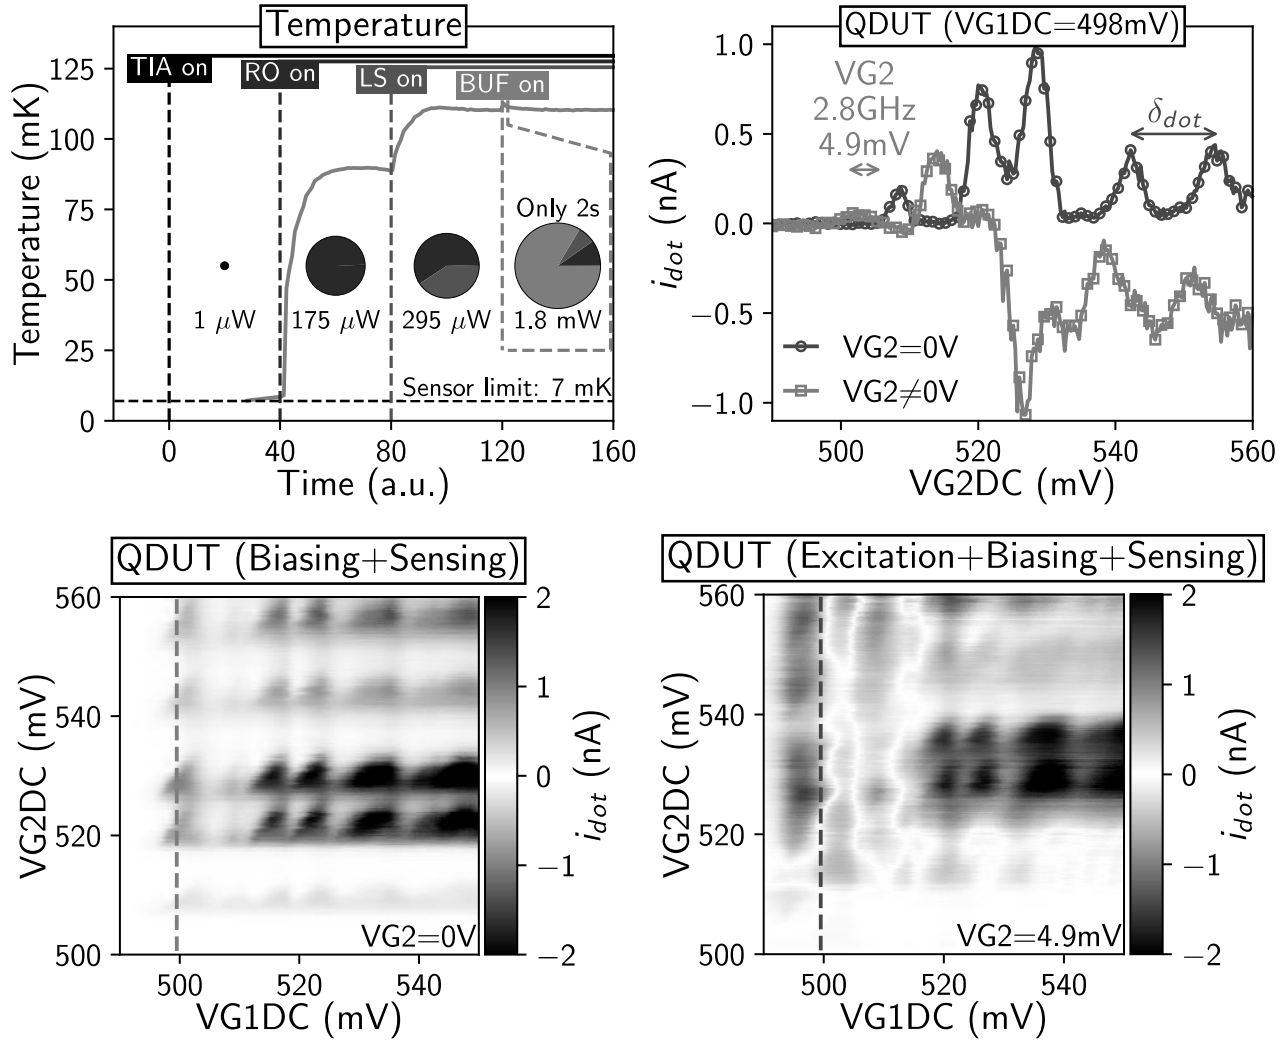 Temperature
Temperature (mK)
125
100
75
50
25
0
TIA on
RO on
LS on
BUF on
Only 2s
1 μW
175 μW
295 μW
1.8 mW
Sensor limit: 7 mK
0
40
80
120
160
Time (a.u.)
QDUT (VG1DC=498mV)
i_dot (nA)
1.0
0.5
0.0
−0.5
−1.0
VG2
2.8GHz
4.9mV
δ_dot
VG2=0V
VG2≠0V
500
520
540
560
VG2DC (mV)
QDUT (Biasing+Sensing)
VG2DC (mV)
560
540
520
500
VG2=0V
500
520
540
VG1DC (mV)
2
1
0
−1
−2
i_dot (nA)
QDUT (Excitation+Biasing+Sensing)
VG2DC (mV)
560
540
520
500
VG2=4.9mV
500
520
540
VG1DC (mV)
2
1
0
−1
−2
i_dot (nA)